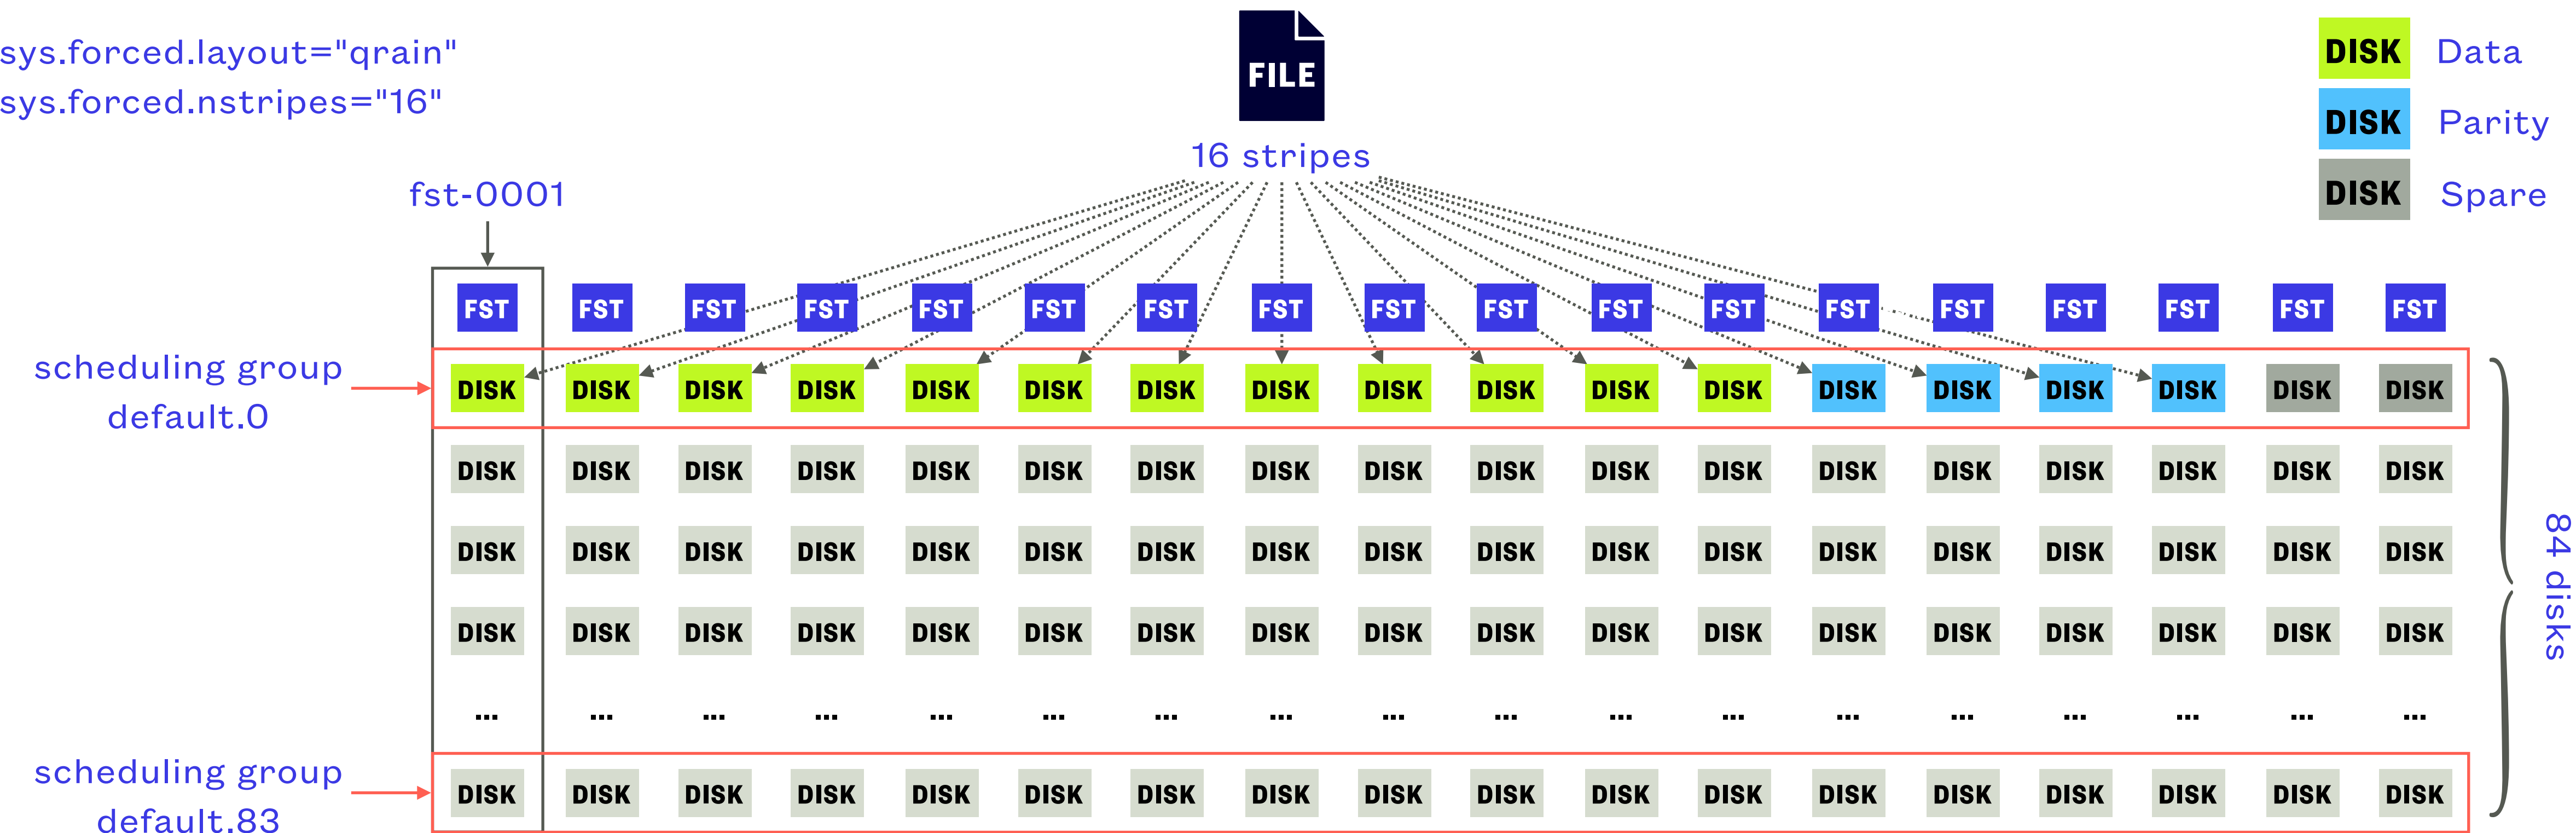 sys.forced.layout="qrain"
sys.forced.nstripes="16"
FILE
16 stripes
DISK Data
DISK Parity
DISK Spare
fst-0001
FST FST FST FST FST FST FST FST FST FST FST FST FST FST FST FST FST FST
scheduling group
default.0
DISK DISK DISK DISK DISK DISK DISK DISK DISK DISK DISK DISK DISK DISK DISK DISK DISK DISK
DISK DISK DISK DISK DISK DISK DISK DISK DISK DISK DISK DISK DISK DISK DISK DISK DISK DISK
DISK DISK DISK DISK DISK DISK DISK DISK DISK DISK DISK DISK DISK DISK DISK DISK DISK DISK
DISK DISK DISK DISK DISK DISK DISK DISK DISK DISK DISK DISK DISK DISK DISK DISK DISK DISK
... ... ... ... ... ... ... ... ... ... ... ... ... ... ... ... ... ...
scheduling group
default.83
DISK DISK DISK DISK DISK DISK DISK DISK DISK DISK DISK DISK DISK DISK DISK DISK DISK DISK
84 disks